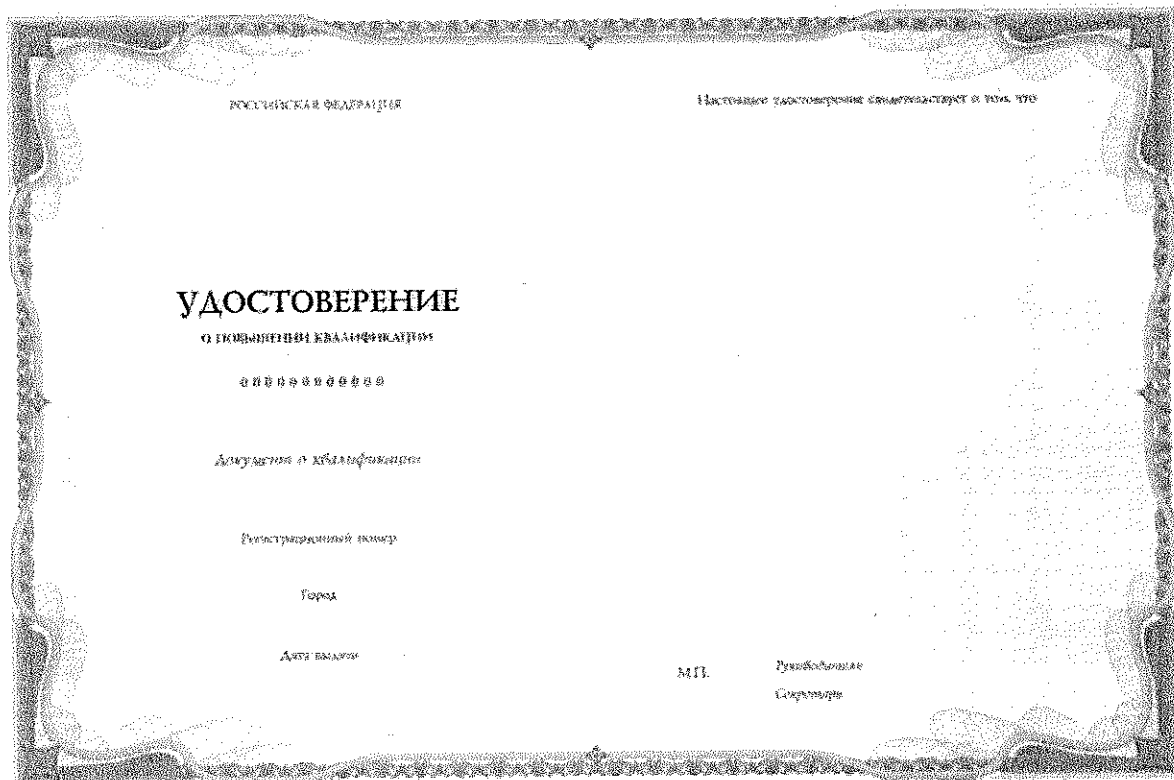 РОССИЙСКАЯ ФЕДЕРАЦИЯ
УДОСТОВЕРЕНИЕ
О ПОВЫШЕНИИ КВАЛИФИКАЦИИ
000000000000
Документ о квалификации
Регистрационный номер
Город
Дата выдачи
Настоящее удостоверение свидетельствует о том, что
М.П.
Руководитель
Секретарь